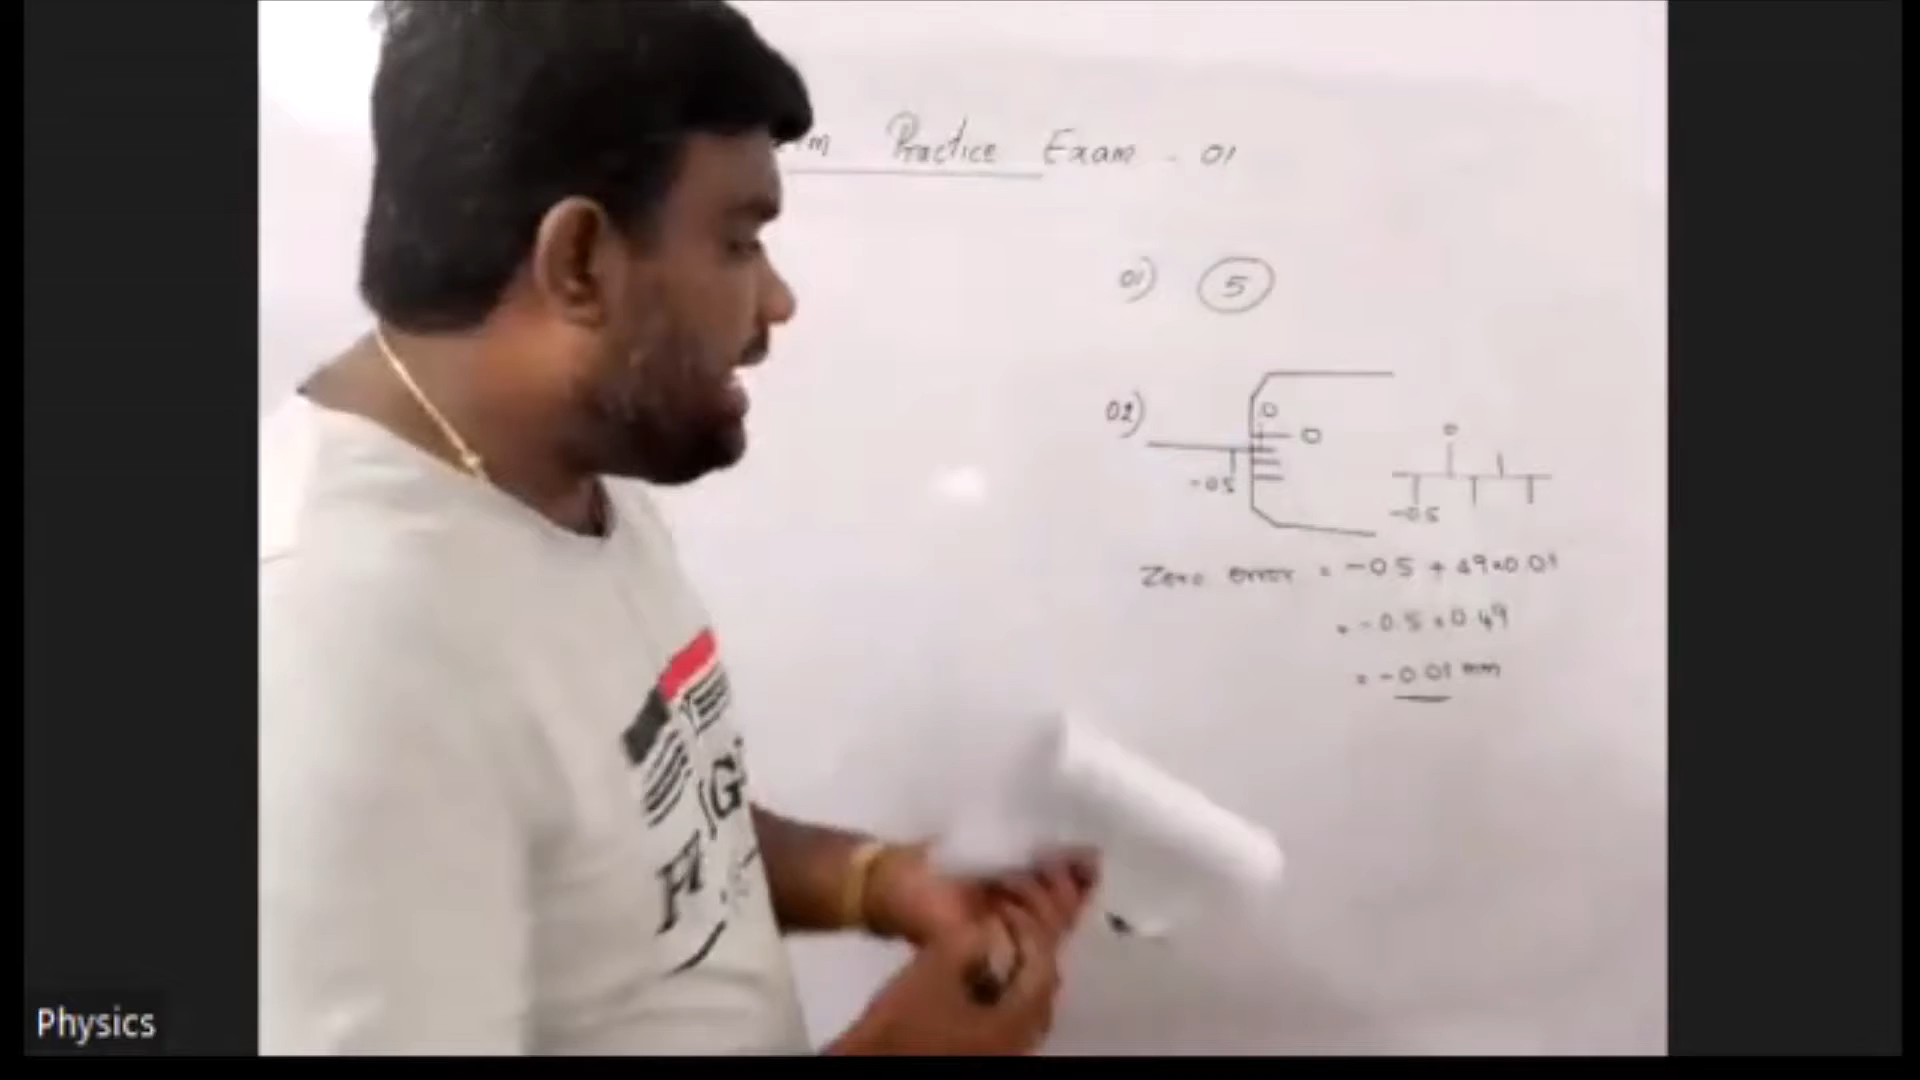 Practice Exam - 01
01) 5
02)
0
0
-0.5
0
-0.5
Zero error = -0.5 + 49×0.01
= -0.5 + 0.49
= -0.01 mm
Physics